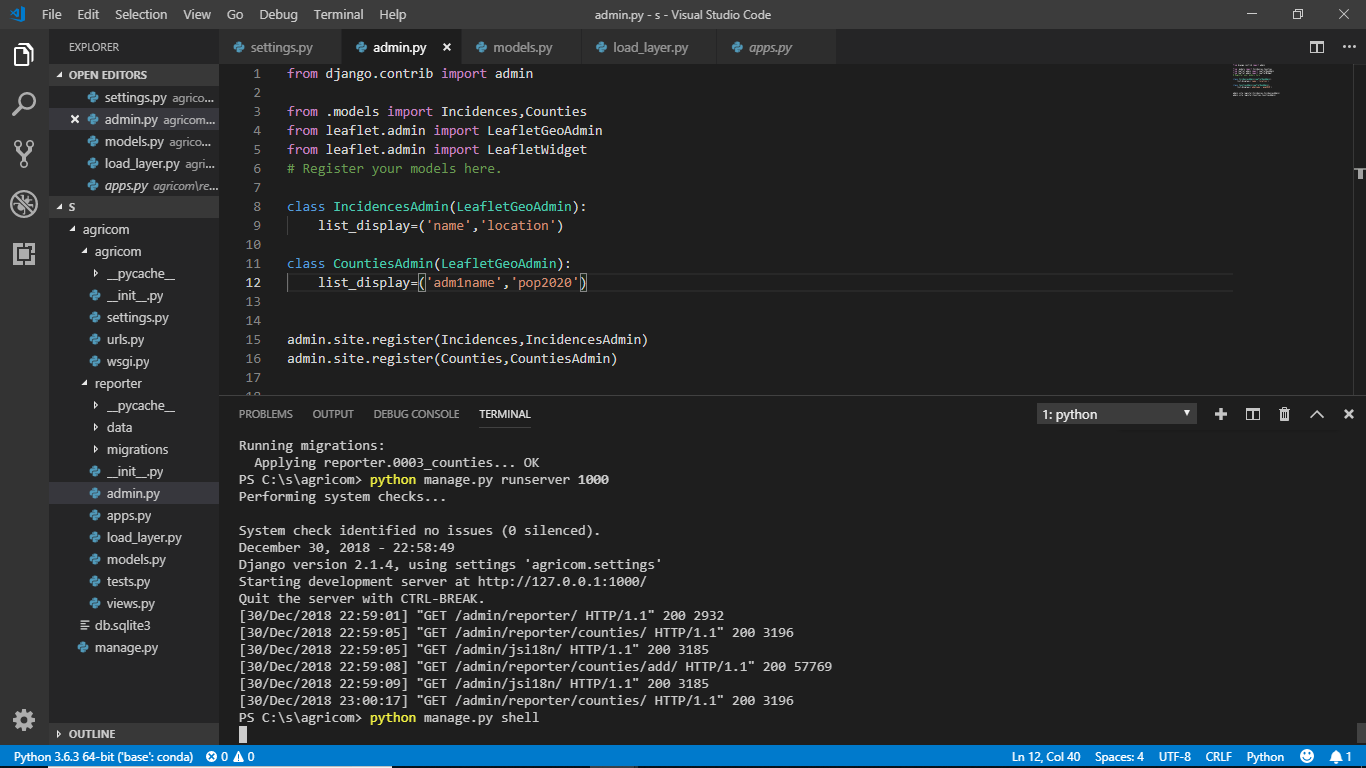 File Edit Selection View Go Debug Terminal Help
admin.py - s - Visual Studio Code
EXPLORER
OPEN EDITORS
settings.py agrico...
admin.py agricom...
models.py agrico...
load_layer.py agri...
apps.py agricom\re...
S
agricom
agricom
__pycache__
__init__.py
settings.py
urls.py
wsgi.py
reporter
__pycache__
data
migrations
__init__.py
admin.py
apps.py
load_layer.py
models.py
tests.py
views.py
db.sqlite3
manage.py
OUTLINE
settings.py admin.py models.py load_layer.py apps.py
1 from django.contrib import admin
2
3 from .models import Incidences,Counties
4 from leaflet.admin import LeafletGeoAdmin
5 from leaflet.admin import LeafletWidget
6 # Register your models here.
7
8 class IncidencesAdmin(LeafletGeoAdmin):
9 list_display=('name','location')
10
11 class CountiesAdmin(LeafletGeoAdmin):
12 list_display=('adm1name','pop2020')
13
14
15 admin.site.register(Incidences,IncidencesAdmin)
16 admin.site.register(Counties,CountiesAdmin)
17
PROBLEMS OUTPUT DEBUG CONSOLE TERMINAL
1: python
Running migrations:
Applying reporter.0003_counties... OK
PS C:\s\agricom> python manage.py runserver 1000
Performing system checks...
System check identified no issues (0 silenced).
December 30, 2018 - 22:58:49
Django version 2.1.4, using settings 'agricom.settings'
Starting development server at http://127.0.0.1:1000/
Quit the server with CTRL-BREAK.
[30/Dec/2018 22:59:01] "GET /admin/reporter/ HTTP/1.1" 200 2932
[30/Dec/2018 22:59:05] "GET /admin/reporter/counties/ HTTP/1.1" 200 3196
[30/Dec/2018 22:59:05] "GET /admin/jsi18n/ HTTP/1.1" 200 3185
[30/Dec/2018 22:59:08] "GET /admin/reporter/counties/add/ HTTP/1.1" 200 57769
[30/Dec/2018 22:59:09] "GET /admin/jsi18n/ HTTP/1.1" 200 3185
[30/Dec/2018 23:00:17] "GET /admin/reporter/counties/ HTTP/1.1" 200 3196
PS C:\s\agricom> python manage.py shell
Python 3.6.3 64-bit ('base': conda) 0 0 Ln 12, Col 40 Spaces: 4 UTF-8 CRLF Python 1